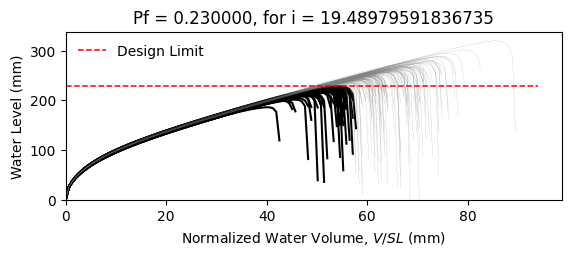 Pf = 0.230000, for i = 19.48979591836735
Design Limit
Water Level (mm)
300
200
100
0
0 20 40 60 80
Normalized Water Volume, V/SL (mm)